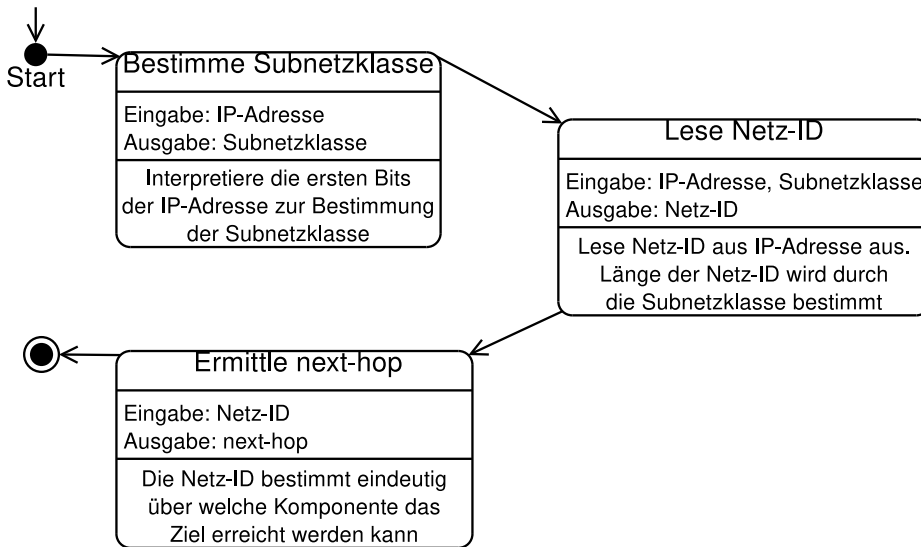 Start
Bestimme Subnetzklasse
Eingabe: IP-Adresse
Ausgabe: Subnetzklasse
Interpretiere die ersten Bits
der IP-Adresse zur Bestimmung
der Subnetzklasse
Lese Netz-ID
Eingabe: IP-Adresse, Subnetzklasse
Ausgabe: Netz-ID
Lese Netz-ID aus IP-Adresse aus.
Länge der Netz-ID wird durch
die Subnetzklasse bestimmt
Ermittle next-hop
Eingabe: Netz-ID
Ausgabe: next-hop
Die Netz-ID bestimmt eindeutig
über welche Komponente das
Ziel erreicht werden kann